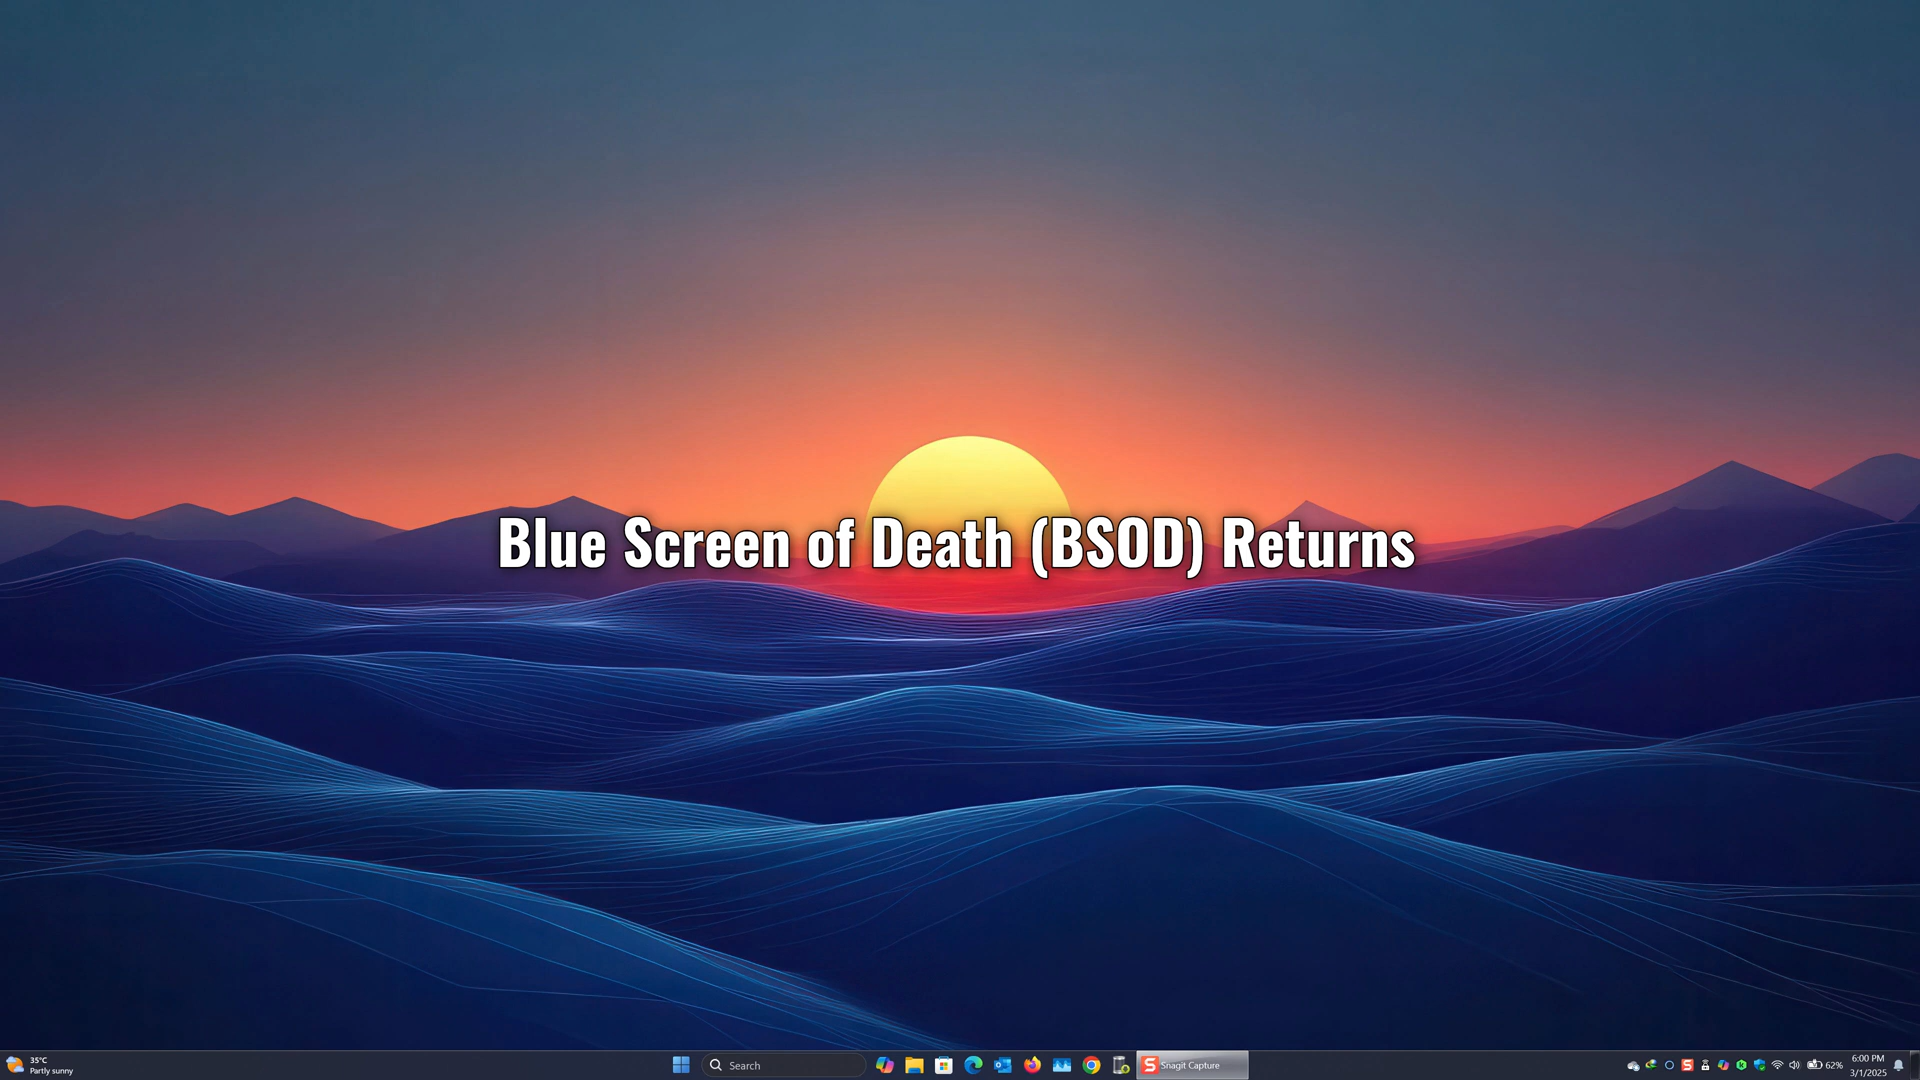 Blue Screen of Death (BSOD) Returns
35°C
Partly sunny
Search
S Snagit Capture
S
62%
6:00 PM
3/1/2025